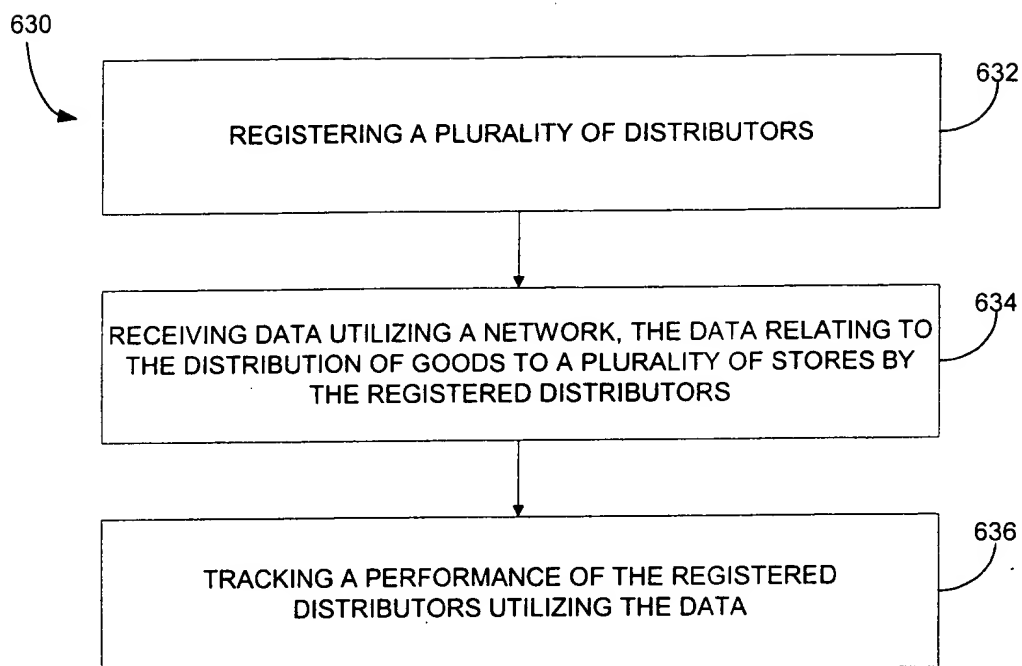 630
632
REGISTERING A PLURALITY OF DISTRIBUTORS
634
RECEIVING DATA UTILIZING A NETWORK, THE DATA RELATING TO
THE DISTRIBUTION OF GOODS TO A PLURALITY OF STORES BY
THE REGISTERED DISTRIBUTORS
636
TRACKING A PERFORMANCE OF THE REGISTERED
DISTRIBUTORS UTILIZING THE DATA